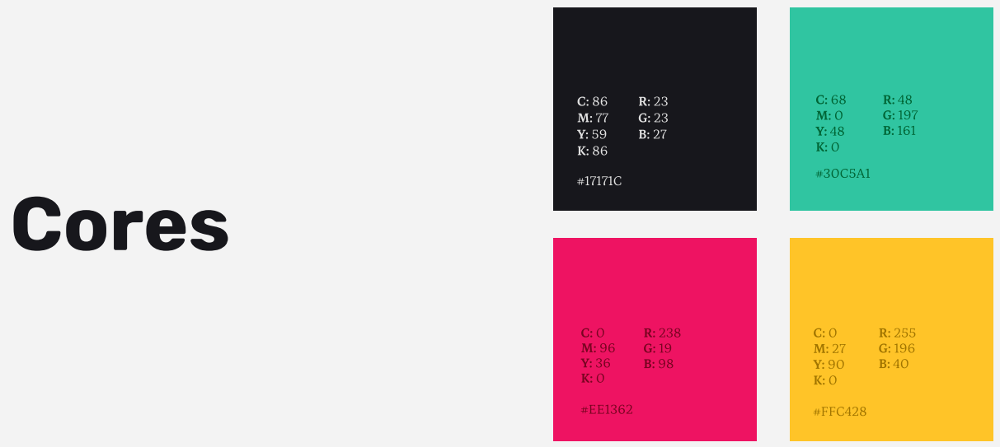 Cores
C: 86 R: 23
M: 77 G: 23
Y: 59 B: 27
K: 86
#17171C
C: 68 R: 48
M: 0 G: 197
Y: 48 B: 161
K: 0
#30C5A1
C: 0 R: 238
M: 96 G: 19
Y: 36 B: 98
K: 0
#EE1362
C: 0 R: 255
M: 27 G: 196
Y: 90 B: 40
K: 0
#FFC428